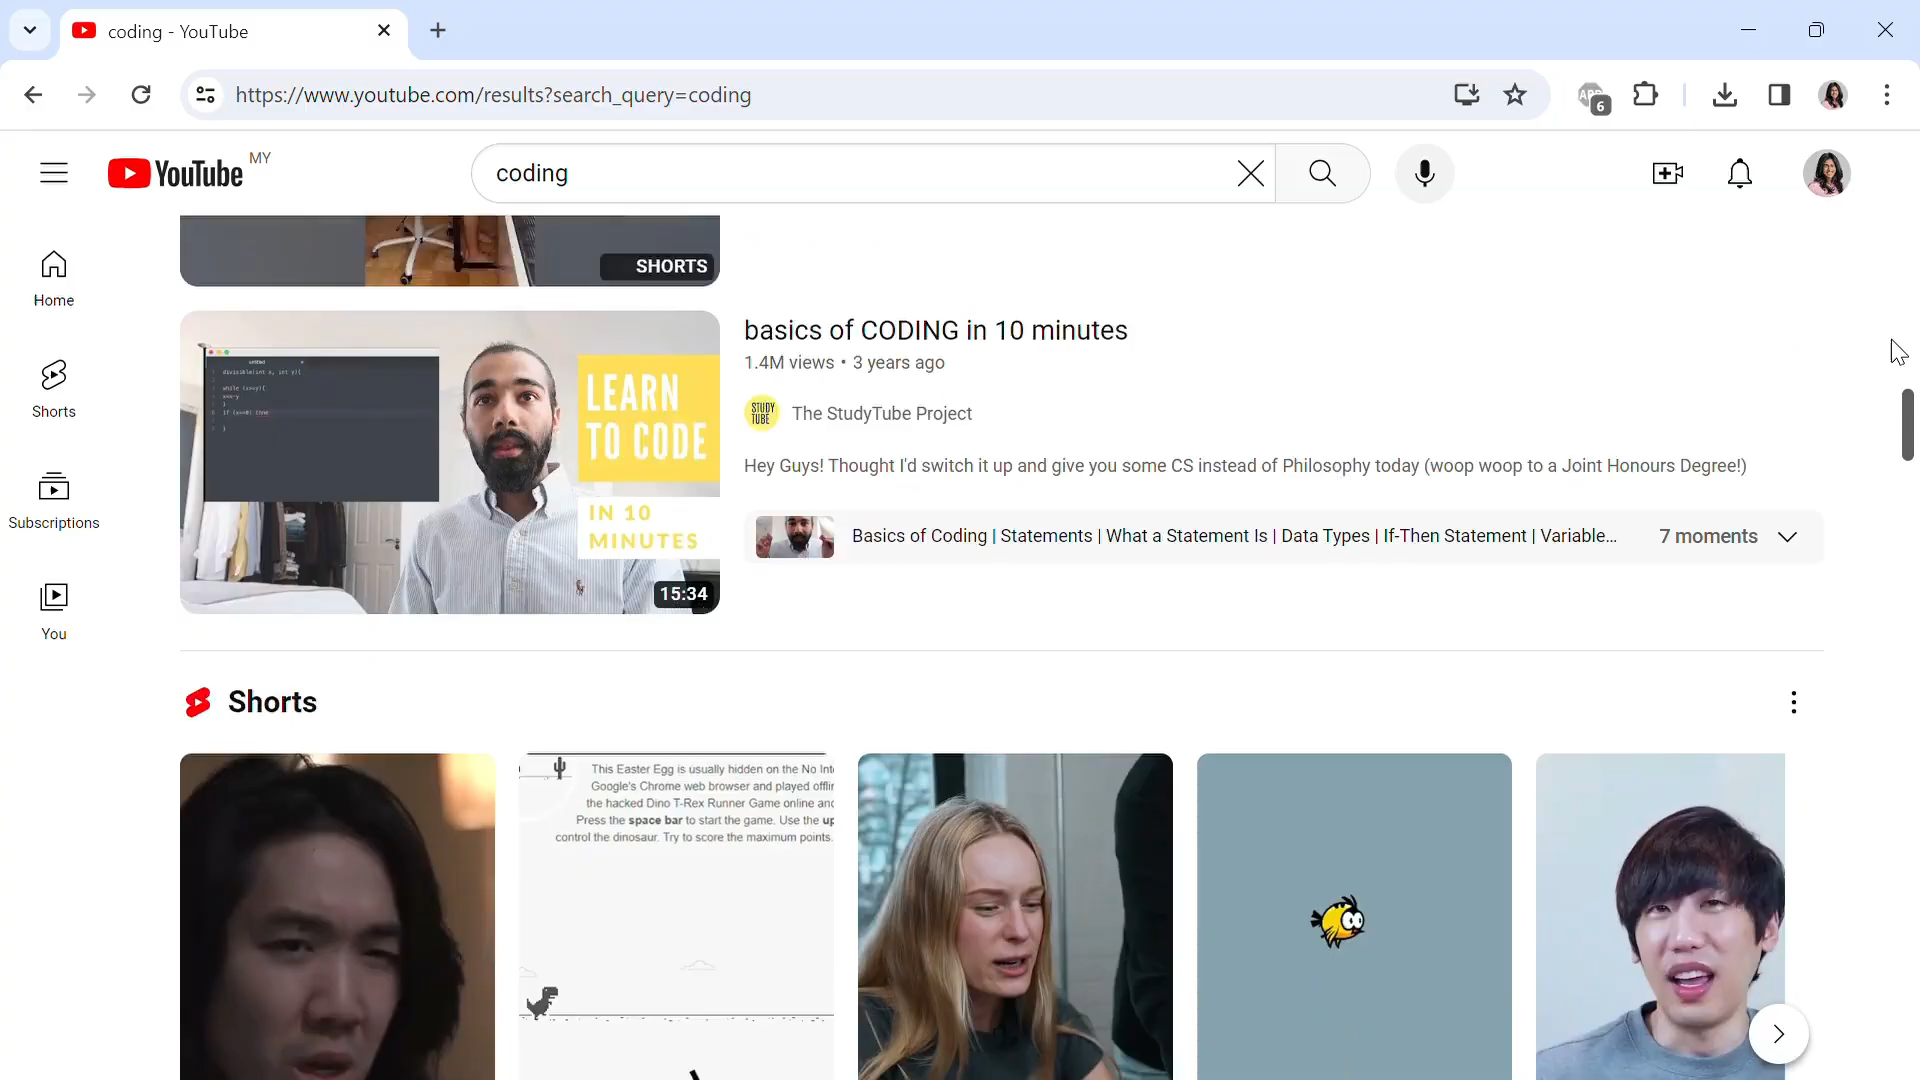 coding - YouTube
https://www.youtube.com/results?search_query=coding
6
YouTube MY
coding
Home
Shorts
Subscriptions
You
SHORTS
LEARN
TO CODE
IN 10
MINUTES
15:34
basics of CODING in 10 minutes
1.4M views • 3 years ago
STUDY
TUBE
The StudyTube Project
Hey Guys! Thought I'd switch it up and give you some CS instead of Philosophy today (woop woop to a Joint Honours Degree!)
Basics of Coding | Statements | What a Statement Is | Data Types | If-Then Statement | Variable...
7 moments
Shorts
This Easter Egg is usually hidden on the No Int
Google's Chrome web browser and played offlir
the hacked Dino T-Rex Runner Game online and
Press the space bar to start the game. Use the up
control the dinosaur. Try to score the maximum points.